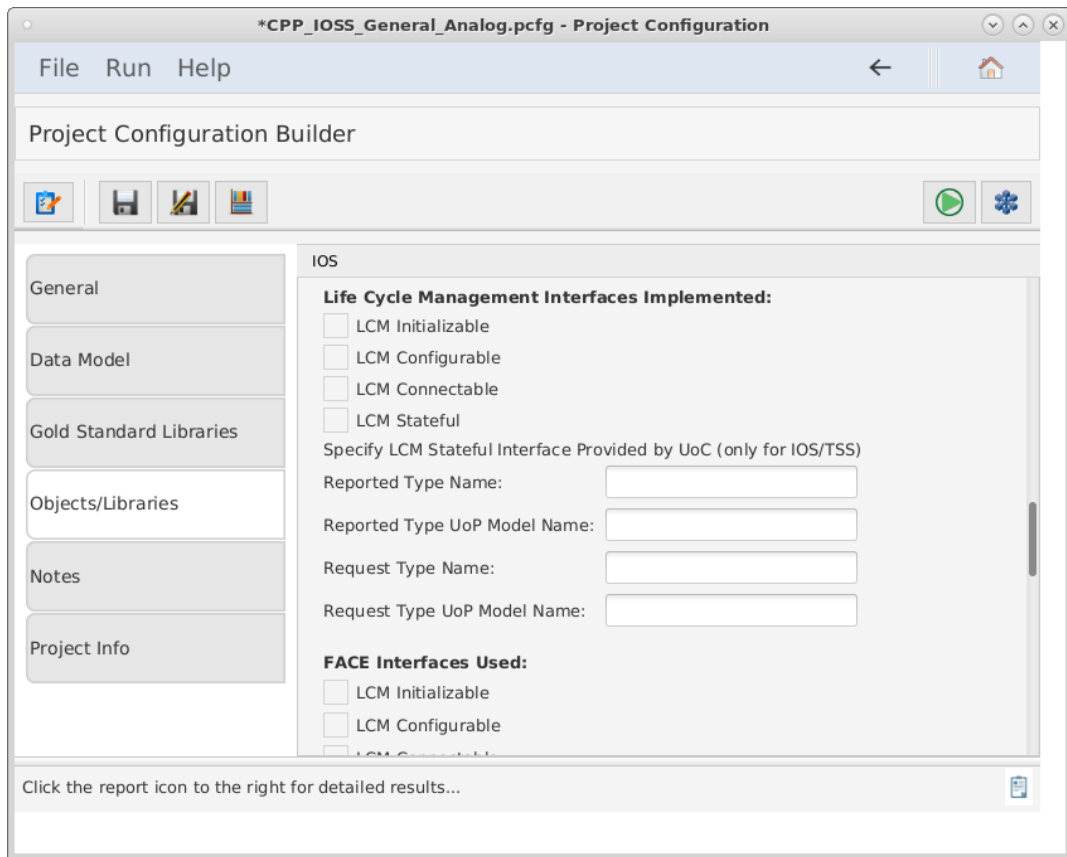 *CPP_IOSS_General_Analog.pcfg - Project Configuration
File Run Help
Project Configuration Builder
General
Data Model
Gold Standard Libraries
Objects/Libraries
Notes
Project Info
IOS
Life Cycle Management Interfaces Implemented:
LCM Initializable
LCM Configurable
LCM Connectable
LCM Stateful
Specify LCM Stateful Interface Provided by UoC (only for IOS/TSS)
Reported Type Name:
Reported Type UoP Model Name:
Request Type Name:
Request Type UoP Model Name:
FACE Interfaces Used:
LCM Initializable
LCM Configurable
LCM Connectable
Click the report icon to the right for detailed results...